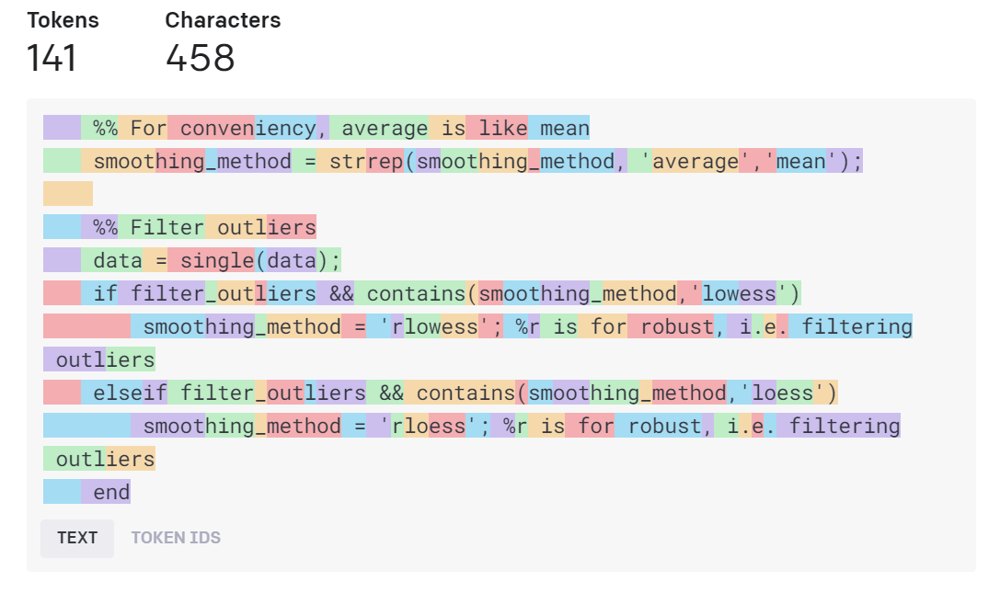 Tokens Characters
141 458
%% For conveniency, average is like mean
smoothing_method = strrep(smoothing_method, 'average','mean');
%% Filter outliers
data = single(data);
if filter_outliers && contains(smoothing_method,'lowess')
smoothing_method = 'rlowess'; %r is for robust, i.e. filtering
outliers
elseif filter_outliers && contains(smoothing_method,'loess')
smoothing_method = 'rloess'; %r is for robust, i.e. filtering
outliers
end
TEXT TOKEN IDS